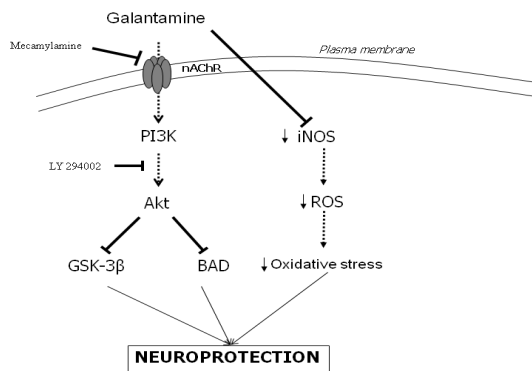 Galantamine
Mecamylamine
Plasma membrane
nAChR
PI3K
↓ iNOS
LY 294002
Akt
↓ ROS
GSK-3β
BAD
↓ Oxidative stress
NEUROPROTECTION